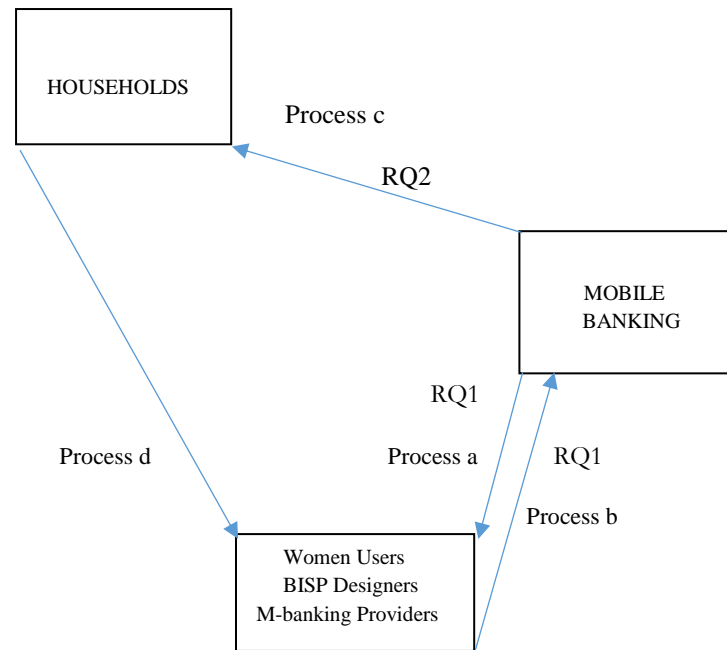 HOUSEHOLDS
Process c
RQ2
MOBILE
BANKING
RQ1
Process d
Process a
RQ1
Process b
Women Users
BISP Designers
M-banking Providers